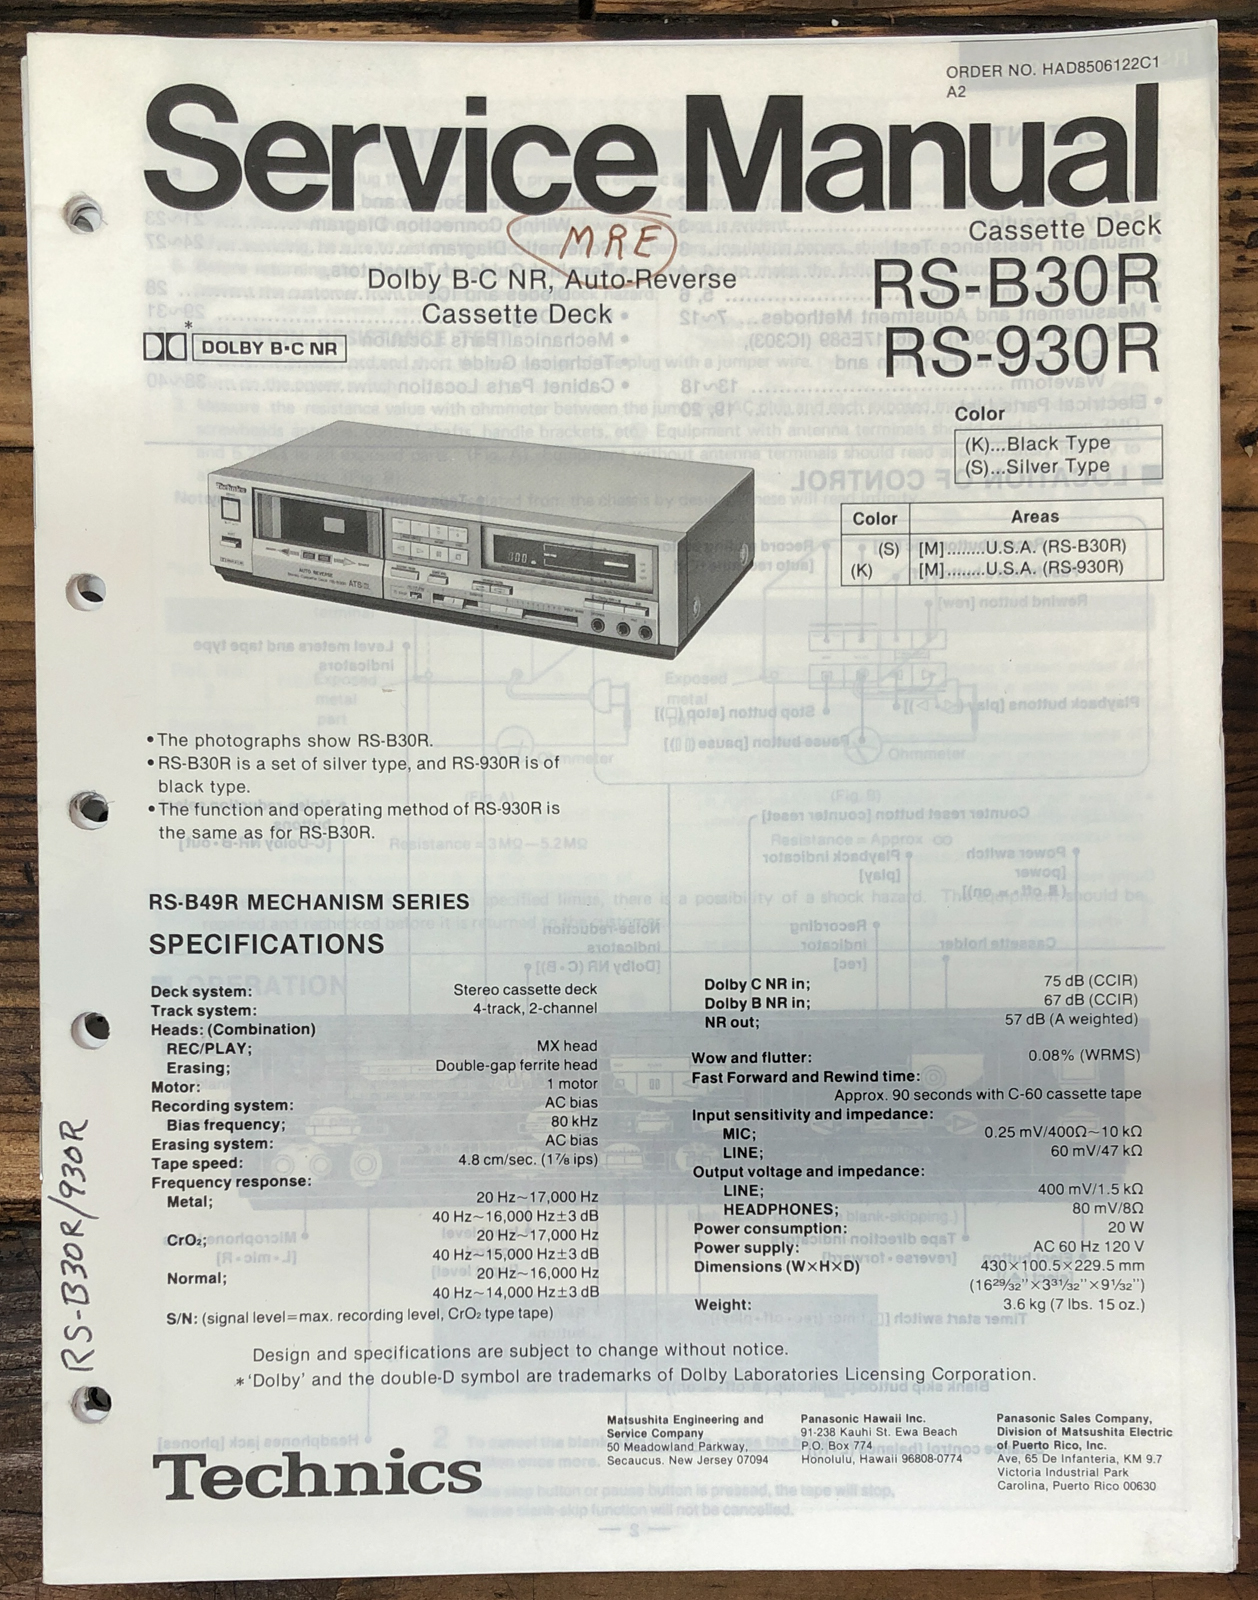 ORDER NO. HAD8506122C1
A2
Service Manual
MRE
Cassette Deck
Dolby B-C NR, Auto-Reverse
Cassette Deck
RS-B30R
RS-930R
*
DOLBY B•C NR
Color
(K)...Black Type
(S)...Silver Type
Color Areas
(S) [M]........U.S.A. (RS-B30R)
(K) [M]........U.S.A. (RS-930R)
Technics
• The photographs show RS-B30R.
• RS-B30R is a set of silver type, and RS-930R is of
black type.
• The function and operating method of RS-930R is
the same as for RS-B30R.
RS-B49R MECHANISM SERIES
SPECIFICATIONS
Deck system: Stereo cassette deck
Track system: 4-track, 2-channel
Heads: (Combination)
REC/PLAY; MX head
Erasing; Double-gap ferrite head
Motor: 1 motor
Recording system: AC bias
Bias frequency; 80 kHz
Erasing system: AC bias
Tape speed: 4.8 cm/sec. (1⅞ ips)
Frequency response:
Metal; 20 Hz~17,000 Hz
40 Hz~16,000 Hz±3 dB
CrO₂; 20 Hz~17,000 Hz
40 Hz~15,000 Hz±3 dB
Normal; 20 Hz~16,000 Hz
40 Hz~14,000 Hz±3 dB
S/N: (signal level=max. recording level, CrO₂ type tape)
Dolby C NR in; 75 dB (CCIR)
Dolby B NR in; 67 dB (CCIR)
NR out; 57 dB (A weighted)
Wow and flutter: 0.08% (WRMS)
Fast Forward and Rewind time:
Approx. 90 seconds with C-60 cassette tape
Input sensitivity and impedance:
MIC; 0.25 mV/400Ω~10 kΩ
LINE; 60 mV/47 kΩ
Output voltage and impedance:
LINE; 400 mV/1.5 kΩ
HEADPHONES; 80 mV/8Ω
Power consumption: 20 W
Power supply: AC 60 Hz 120 V
Dimensions (W×H×D) 430×100.5×229.5 mm
(16²⁹⁄₃₂"×3³¹⁄₃₂"×9¹⁄₃₂")
Weight: 3.6 kg (7 lbs. 15 oz.)
Design and specifications are subject to change without notice.
* 'Dolby' and the double-D symbol are trademarks of Dolby Laboratories Licensing Corporation.
RS-B30R/930R
Technics
Matsushita Engineering and
Service Company
50 Meadowland Parkway,
Secaucus. New Jersey 07094
Panasonic Hawaii Inc.
91-238 Kauhi St. Ewa Beach
P.O. Box 774
Honolulu, Hawaii 96808-0774
Panasonic Sales Company,
Division of Matsushita Electric
of Puerto Rico, Inc.
Ave, 65 De Infanteria, KM 9.7
Victoria Industrial Park
Carolina, Puerto Rico 00630